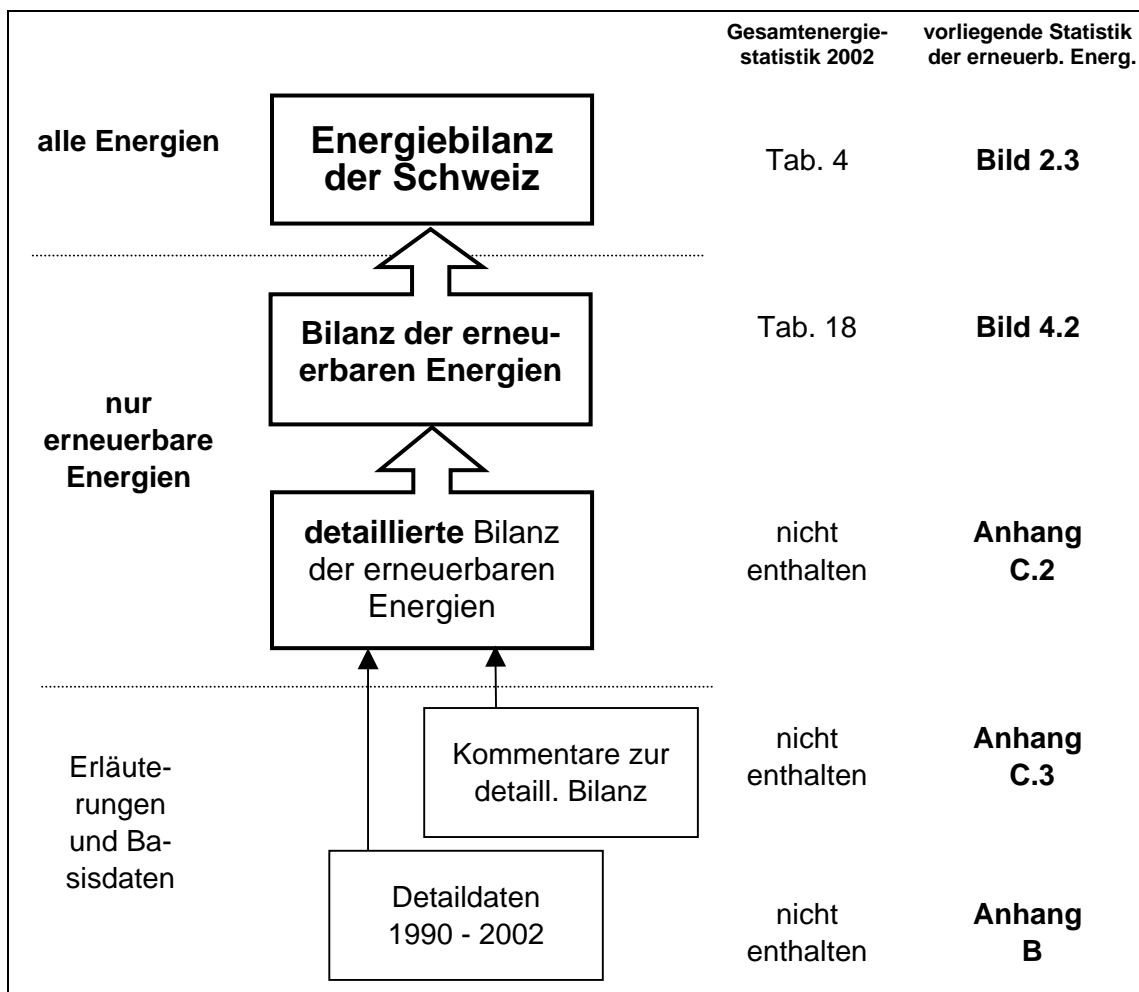 Gesamtenergie-
statistik 2002
vorliegende Statistik
der erneuerb. Energ.
alle Energien
Energiebilanz
der Schweiz
Tab. 4
Bild 2.3
nur
erneuerbare
Energien
Bilanz der erneu-
erbaren Energien
Tab. 18
Bild 4.2
detaillierte Bilanz
der erneuerbaren
Energien
nicht
enthalten
Anhang
C.2
Erläute-
rungen
und Ba-
sisdaten
Kommentare zur
detaill. Bilanz
nicht
enthalten
Anhang
C.3
Detaildaten
1990 - 2002
nicht
enthalten
Anhang
B